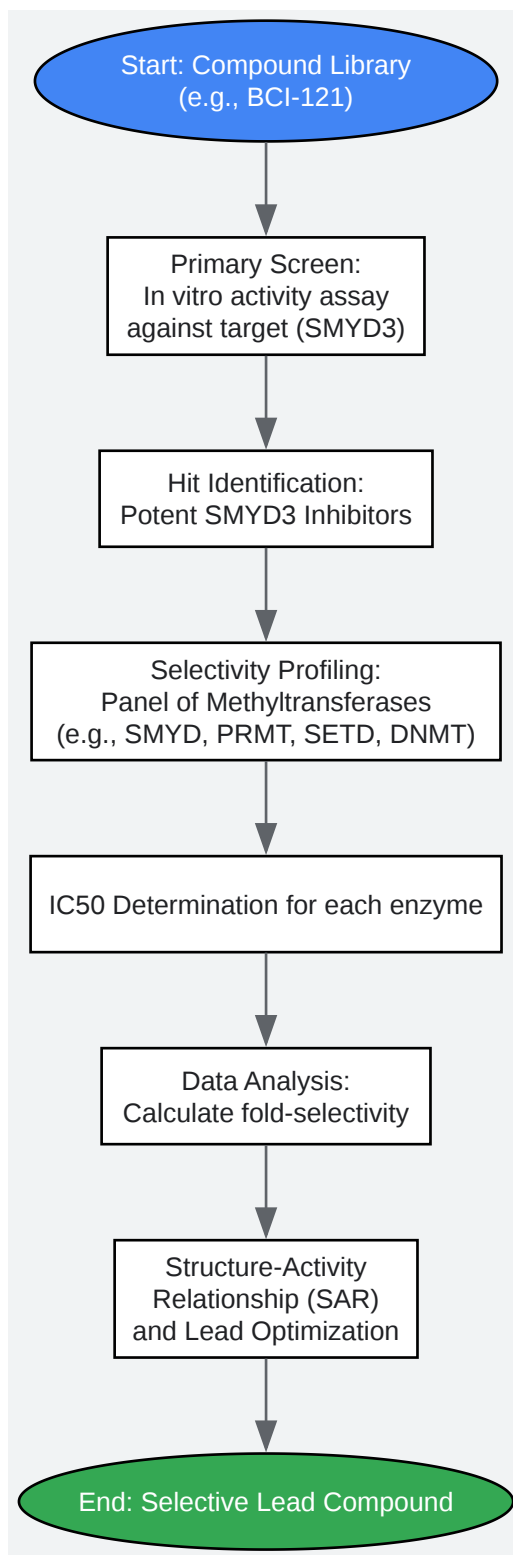 Start: Compound Library
(e.g., BCI-121)
Primary Screen:
In vitro activity assay
against target (SMYD3)
Hit Identification:
Potent SMYD3 Inhibitors
Selectivity Profiling:
Panel of Methyltransferases
(e.g., SMYD, PRMT, SETD, DNMT)
IC50 Determination for each enzyme
Data Analysis:
Calculate fold-selectivity
Structure-Activity
Relationship (SAR)
and Lead Optimization
End: Selective Lead Compound